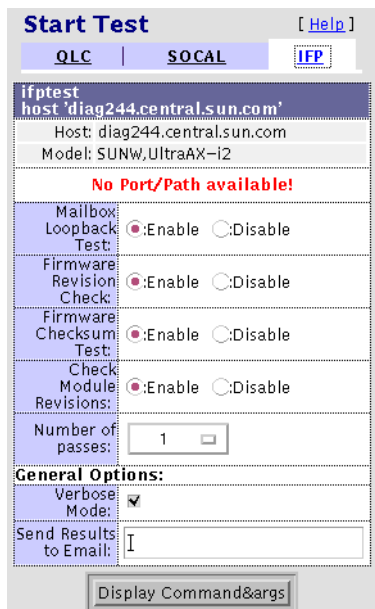 Start Test [ Help ]
QLC | SOCAL IFP
ifptest
host 'diag244.central.sun.com'
Host: diag244.central.sun.com
Model: SUNW,UltraAX-i2
No Port/Path available!
Mailbox
Loopback
Test: :Enable :Disable
Firmware
Revision
Check: :Enable :Disable
Firmware
Checksum
Test: :Enable :Disable
Check
Module
Revisions: :Enable :Disable
Number of
passes: 1
General Options:
Verbose
Mode:
Send Results
to Email:
Display Command&args